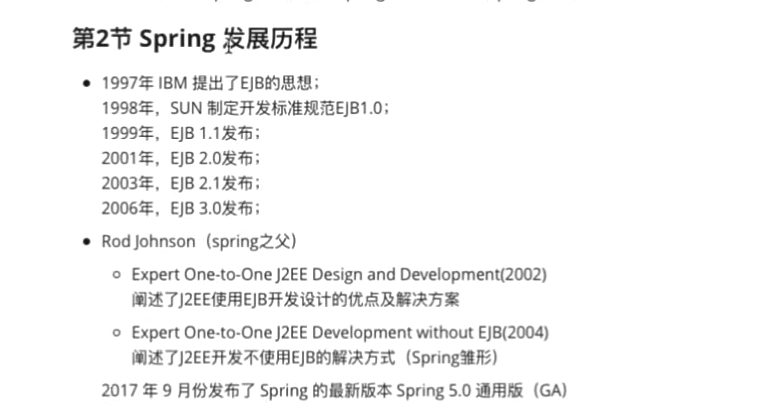 第2节 Spring 发展历程
1997年 IBM 提出了EJB的思想;
1998年，SUN 制定开发标准规范EJB1.0;
1999年，EJB 1.1发布;
2001年，EJB 2.0发布;
2003年，EJB 2.1发布;
2006年，EJB 3.0发布;
Rod Johnson（spring之父）
Expert One-to-One J2EE Design and Development(2002)
阐述了J2EE使用EJB开发设计的优点及解决方案
Expert One-to-One J2EE Development without EJB(2004)
阐述了J2EE开发不使用EJB的解决方式（Spring雏形）
2017 年 9 月份发布了 Spring 的最新版本 Spring 5.0 通用版（GA）